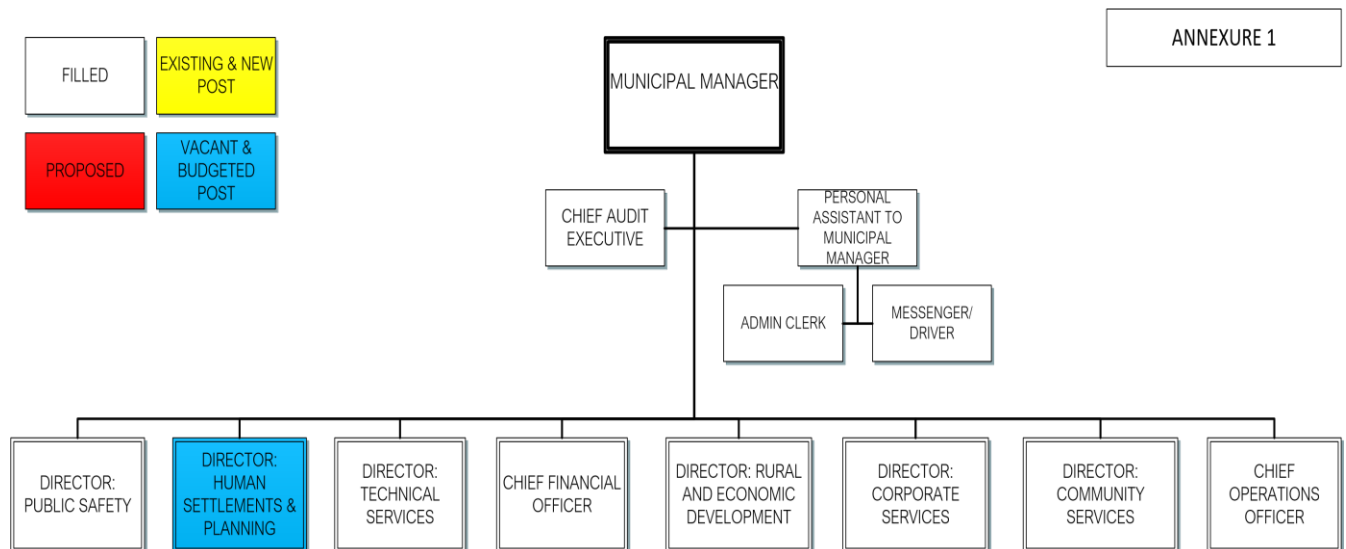 ANNEXURE 1
FILLED
EXISTING & NEW
POST
PROPOSED
VACANT &
BUDGETED
POST
MUNICIPAL MANAGER
CHIEF AUDIT
EXECUTIVE
PERSONAL
ASSISTANT TO
MUNICIPAL
MANAGER
ADMIN CLERK
MESSENGER/
DRIVER
DIRECTOR:
PUBLIC SAFETY
DIRECTOR:
HUMAN
SETTLEMENTS &
PLANNING
DIRECTOR:
TECHNICAL
SERVICES
CHIEF FINANCIAL
OFFICER
DIRECTOR: RURAL
AND ECONOMIC
DEVELOPMENT
DIRECTOR:
CORPORATE
SERVICES
DIRECTOR:
COMMUNITY
SERVICES
CHIEF
OPERATIONS
OFFICER